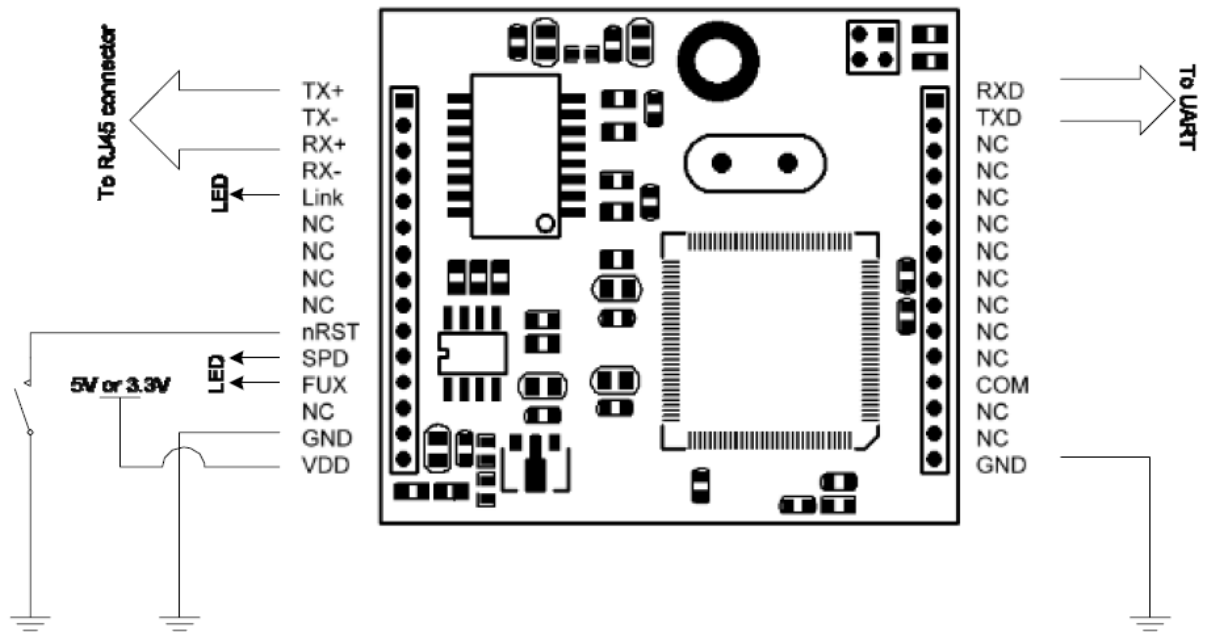 To RJ45 connector
TX+
TX-
RX+
RX-
LED
Link
NC
NC
NC
NC
nRST
LED
SPD
FUX
5V or 3.3V
NC
GND
VDD
RXD
TXD
NC
NC
NC
NC
NC
NC
NC
NC
NC
COM
NC
NC
GND
To UART